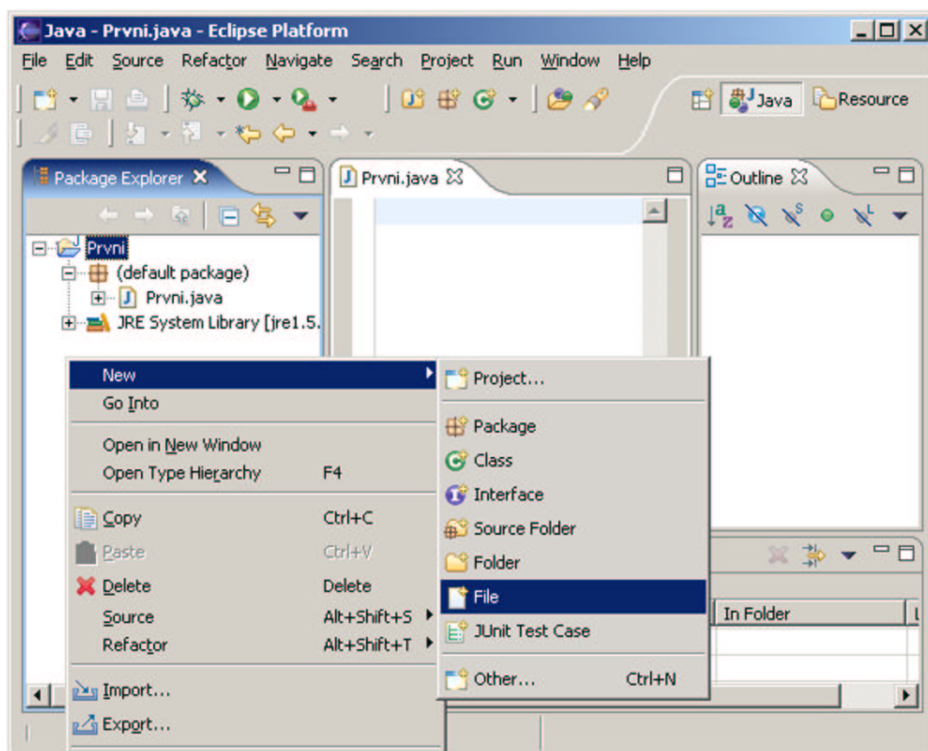 Java - Prvni.java - Eclipse Platform
File Edit Source Refactor Navigate Search Project Run Window Help
Java Resource
Package Explorer
Prvni.java
Outline
Prvni
(default package)
Prvni.java
JRE System Library [jre1.5.
New
Go Into
Open in New Window
Open Type Hierarchy F4
Copy Ctrl+C
Paste Ctrl+V
Delete Delete
Source Alt+Shift+S
Refactor Alt+Shift+T
Import...
Export...
Project...
Package
Class
Interface
Source Folder
Folder
File
JUnit Test Case
Other... Ctrl+N
In Folder